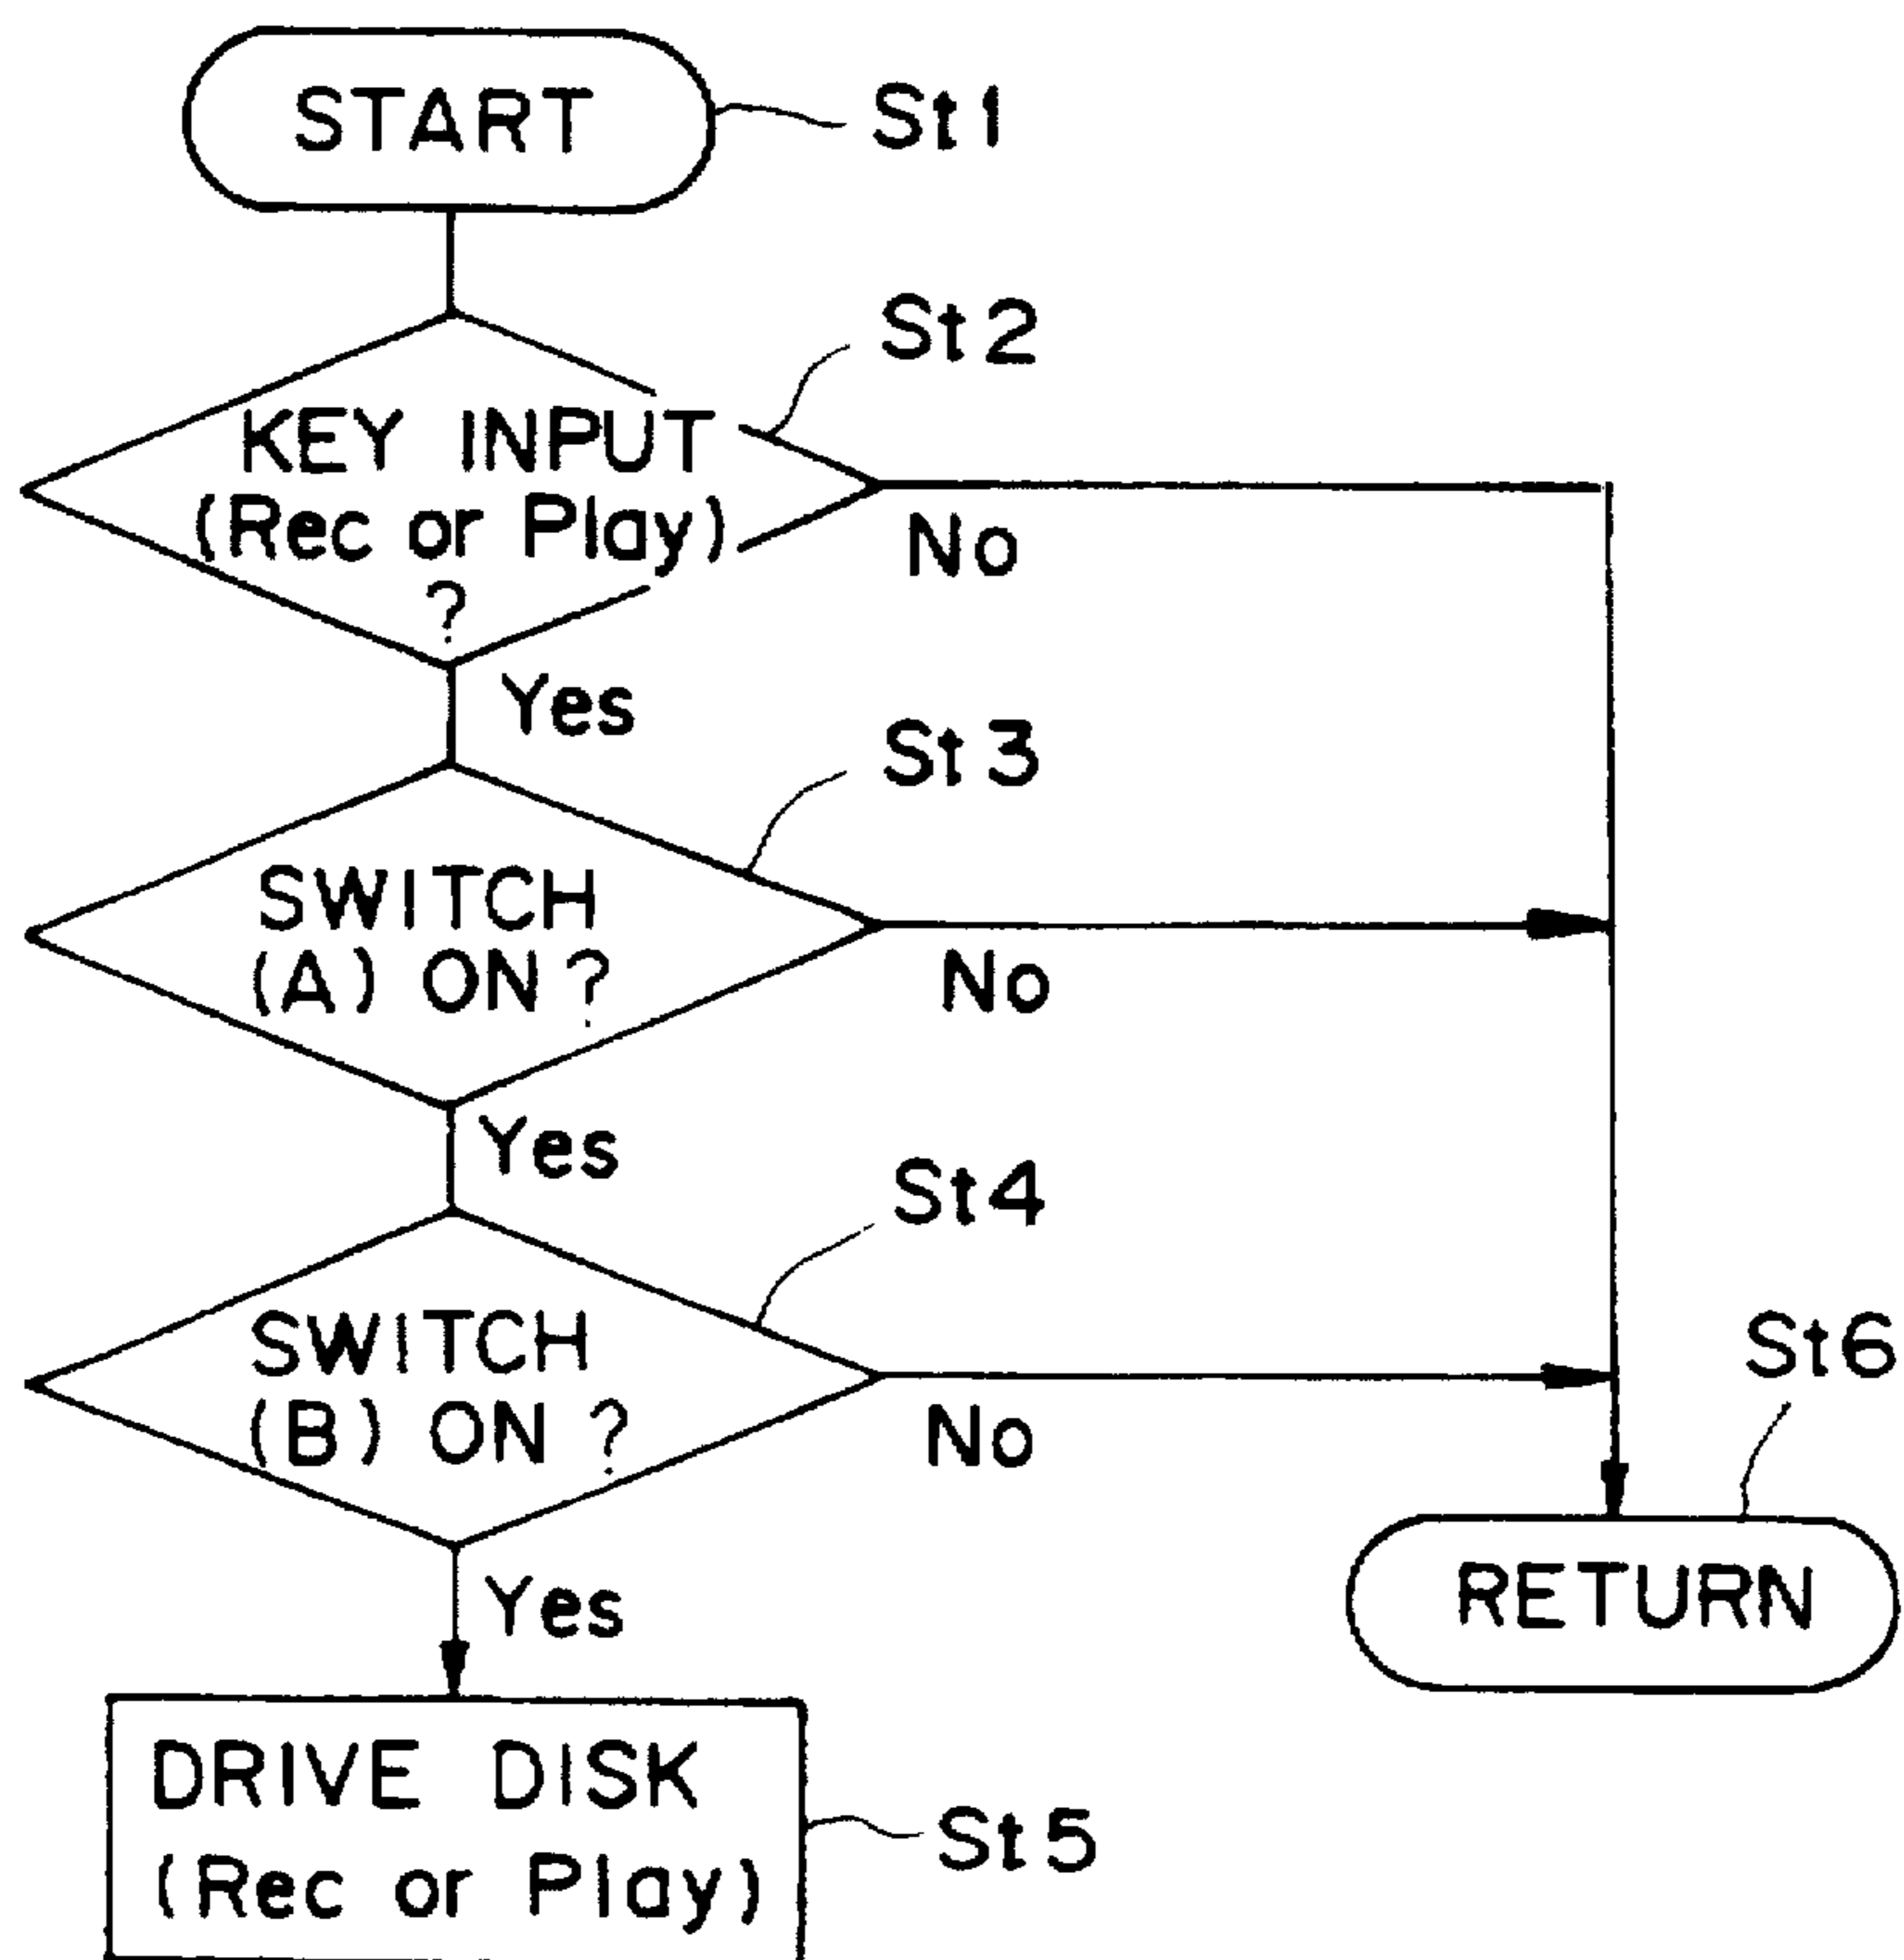 START
St1
St2
KEY INPUT
(Rec or Play)
?
No
Yes
St3
SWITCH
(A) ON?
No
Yes
St4
SWITCH
(B) ON ?
No
Yes
St6
RETURN
DRIVE DISK
(Rec or Play)
St5